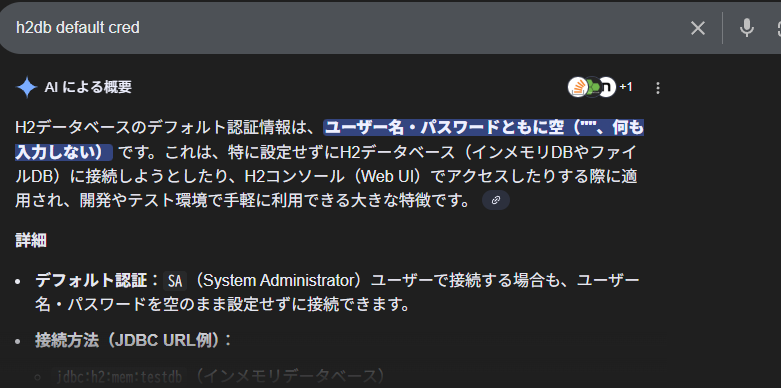 h2db default cred
AI による概要
+1
H2データベースのデフォルト認証情報は、ユーザー名・パスワードともに空（""、何も
入力しない）です。これは、特に設定せずにH2データベース（インメモリDBやファイ
ルDB）に接続しようとしたり、H2コンソール（Web UI）でアクセスしたりする際に適
用され、開発やテスト環境で手軽に利用できる大きな特徴です。
詳細
デフォルト認証：SA（System Administrator）ユーザーで接続する場合も、ユーザー
名・パスワードを空のまま設定せずに接続できます。
接続方法（JDBC URL例）：
jdbc:h2:mem:testdb（インメモリデータベース）